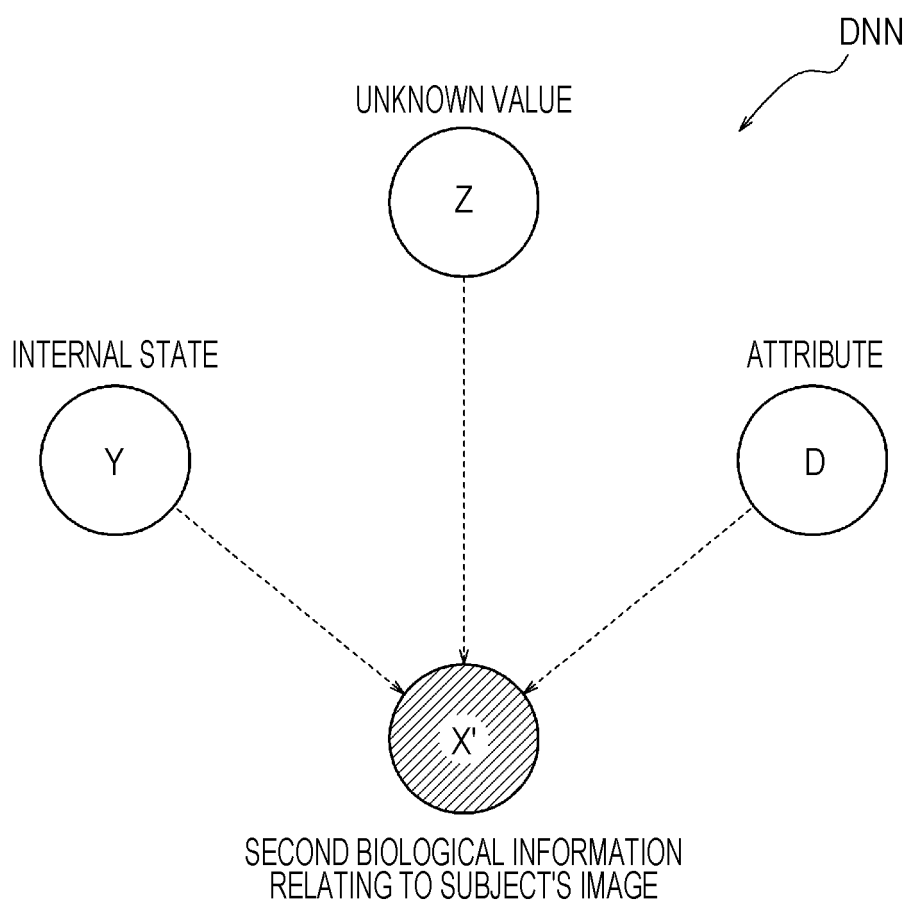 DNN
UNKNOWN VALUE
Z
INTERNAL STATE
ATTRIBUTE
Y
D
X'
SECOND BIOLOGICAL INFORMATION
RELATING TO SUBJECT'S IMAGE